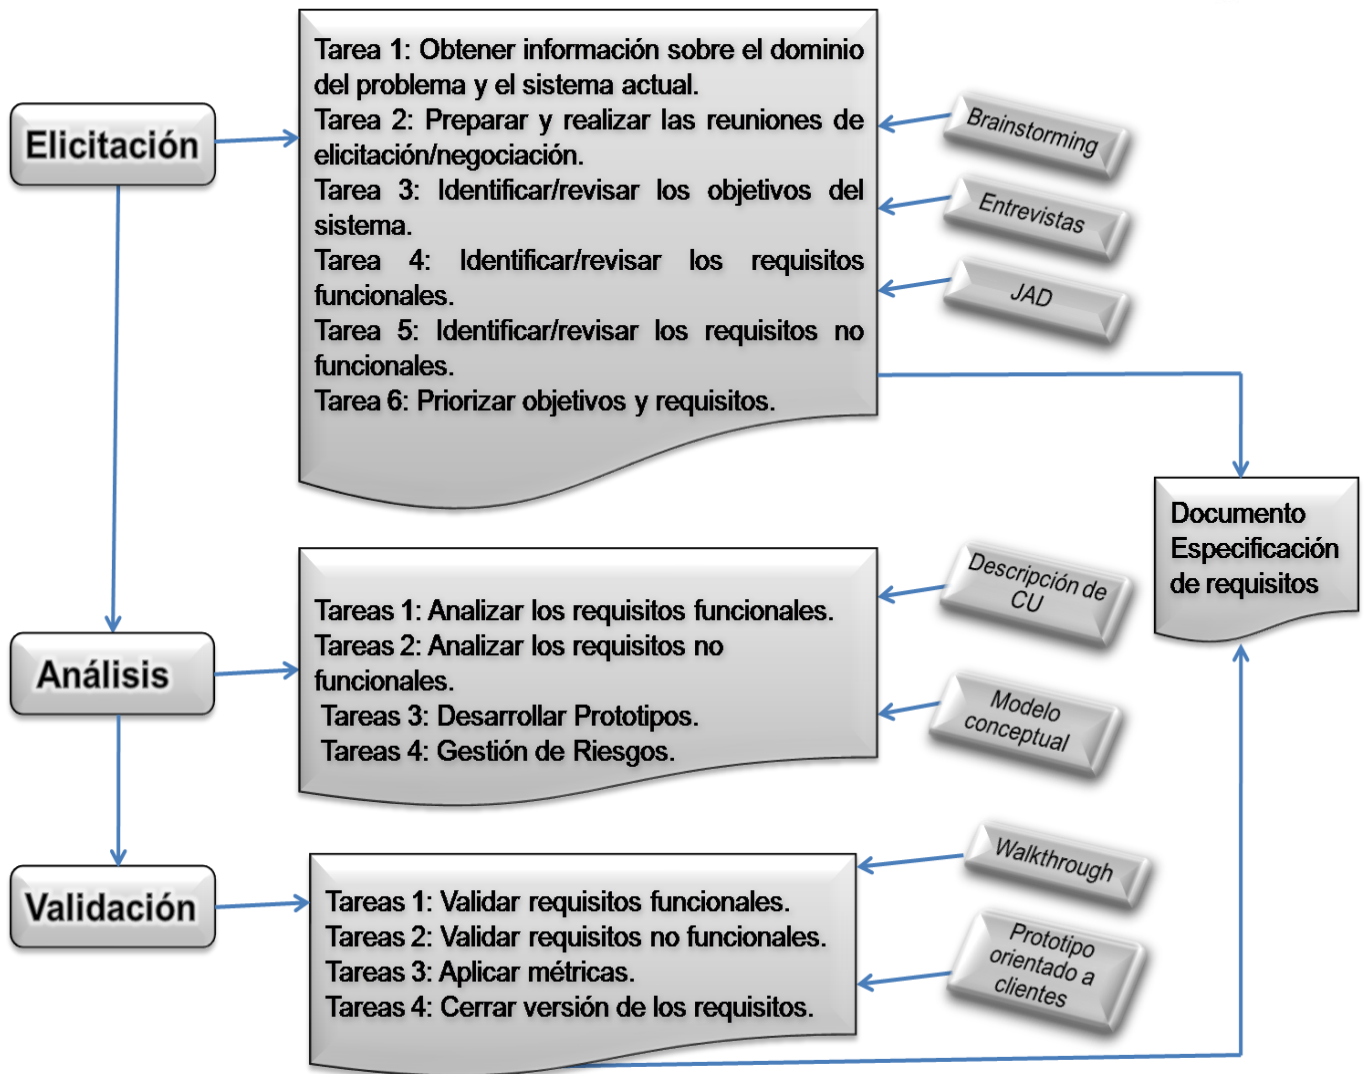 Elicitación
Tarea 1: Obtener información sobre el dominio
del problema y el sistema actual.
Tarea 2: Preparar y realizar las reuniones de
elicitación/negociación.
Tarea 3: Identificar/revisar los objetivos del
sistema.
Tarea 4: Identificar/revisar los requisitos
funcionales.
Tarea 5: Identificar/revisar los requisitos no
funcionales.
Tarea 6: Priorizar objetivos y requisitos.
Brainstorming
Entrevistas
JAD
Documento
Especificación
de requisitos
Análisis
Tareas 1: Analizar los requisitos funcionales.
Tareas 2: Analizar los requisitos no
funcionales.
Tareas 3: Desarrollar Prototipos.
Tareas 4: Gestión de Riesgos.
Descripción de
CU
Modelo
conceptual
Validación
Tareas 1: Validar requisitos funcionales.
Tareas 2: Validar requisitos no funcionales.
Tareas 3: Aplicar métricas.
Tareas 4: Cerrar versión de los requisitos.
Walkthrough
Prototipo
orientado a
clientes